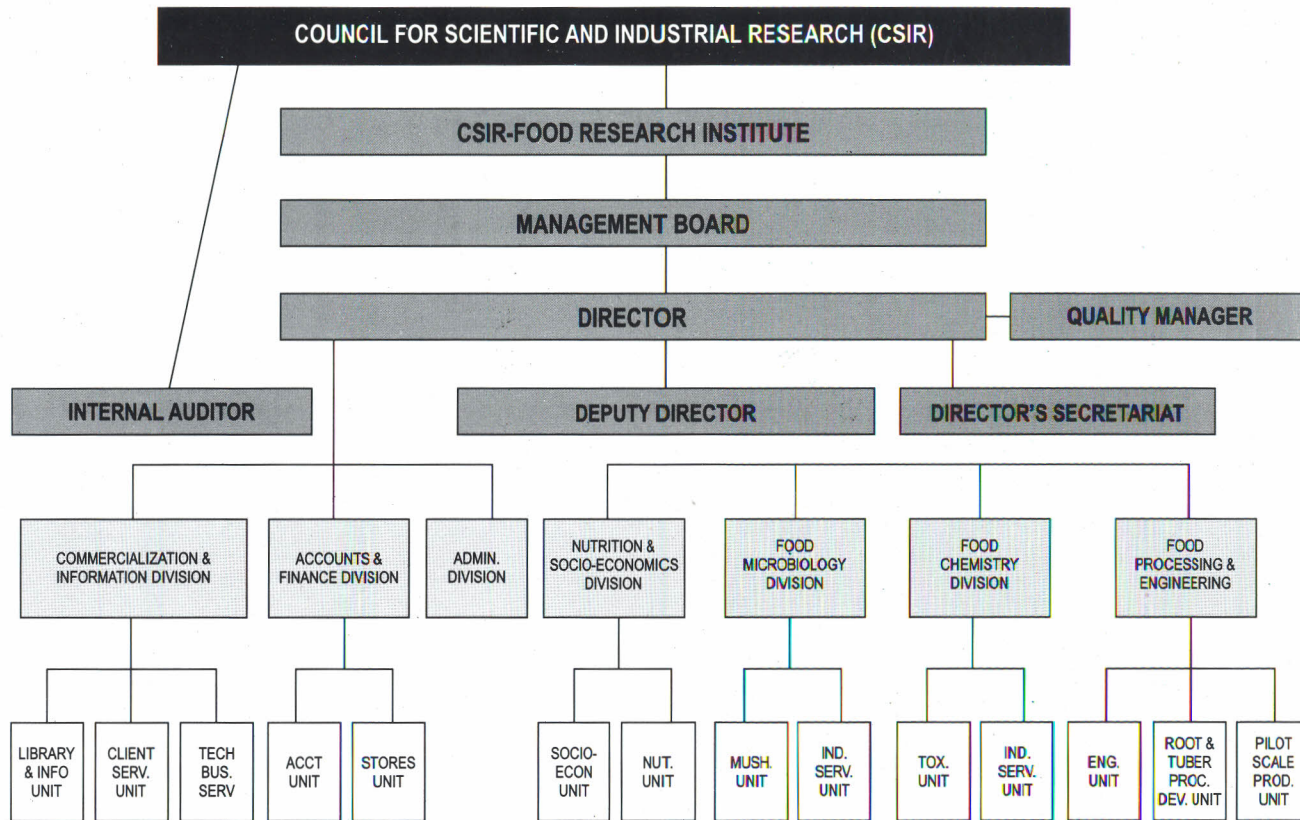 COUNCIL FOR SCIENTIFIC AND INDUSTRIAL RESEARCH (CSIR)
CSIR-FOOD RESEARCH INSTITUTE
MANAGEMENT BOARD
DIRECTOR
QUALITY MANAGER
INTERNAL AUDITOR
DEPUTY DIRECTOR
DIRECTOR'S SECRETARIAT
COMMERCIALIZATION &
INFORMATION DIVISION
ACCOUNTS &
FINANCE DIVISION
ADMIN.
DIVISION
NUTRITION &
SOCIO-ECONOMICS
DIVISION
FOOD
MICROBIOLOGY
DIVISION
FOOD
CHEMISTRY
DIVISION
FOOD
PROCESSING &
ENGINEERING
LIBRARY
& INFO
UNIT
CLIENT
SERV.
UNIT
TECH
BUS.
SERV
ACCT
UNIT
STORES
UNIT
SOCIO-
ECON
UNIT
NUT.
UNIT
MUSH.
UNIT
IND.
SERV.
UNIT
TOX.
UNIT
IND.
SERV.
UNIT
ENG.
UNIT
ROOT &
TUBER
PROC.
DEV. UNIT
PILOT
SCALE
PROD.
UNIT